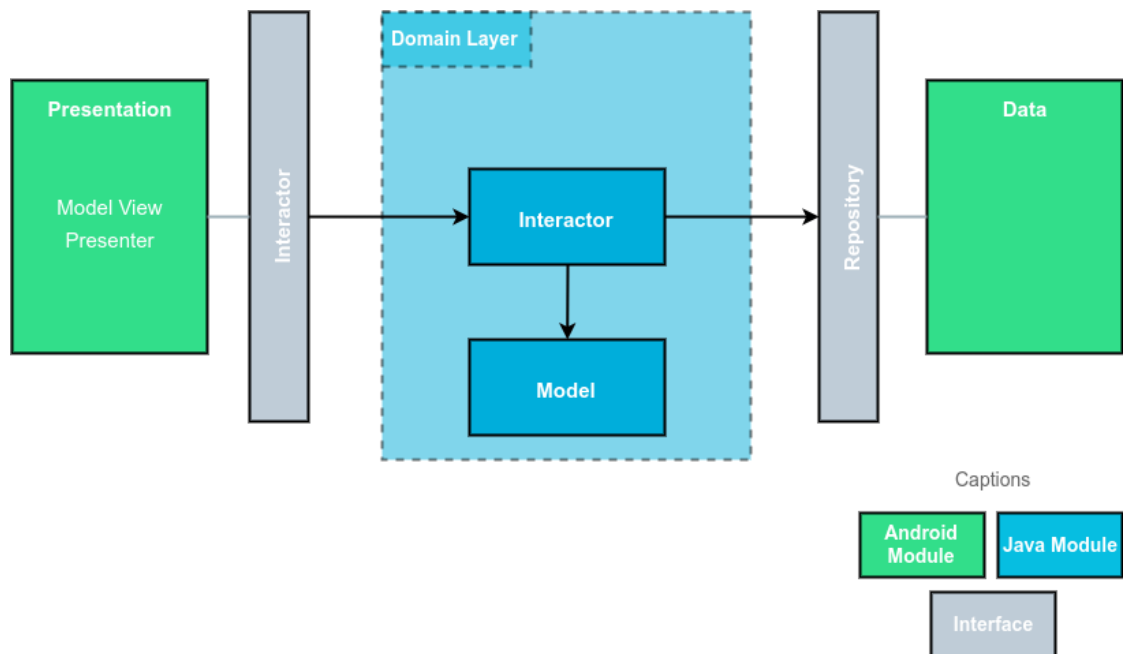 Domain Layer
Presentation
Model View
Presenter
Interactor
Interactor
Model
Repository
Data
Captions
Android
Module
Java Module
Interface